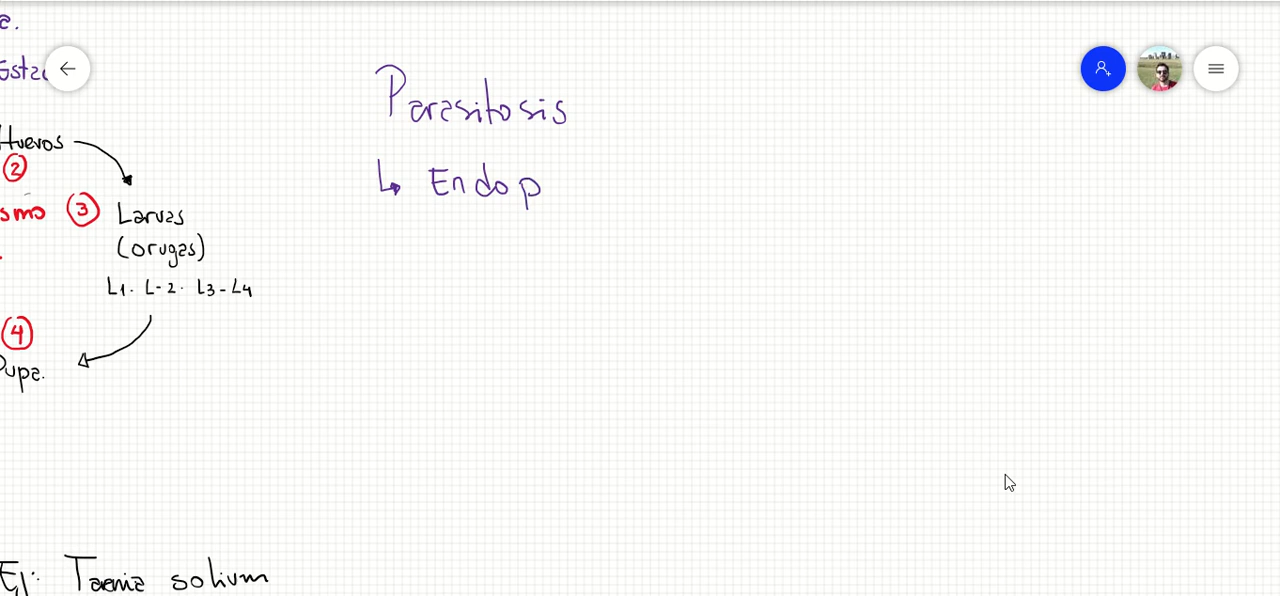 Huevos
2
3 Larvas
(orugas)
L1. L-2. L3-L4
4
Pupa.
Parasitosis
↳ Endop
Ej: Taenia solium